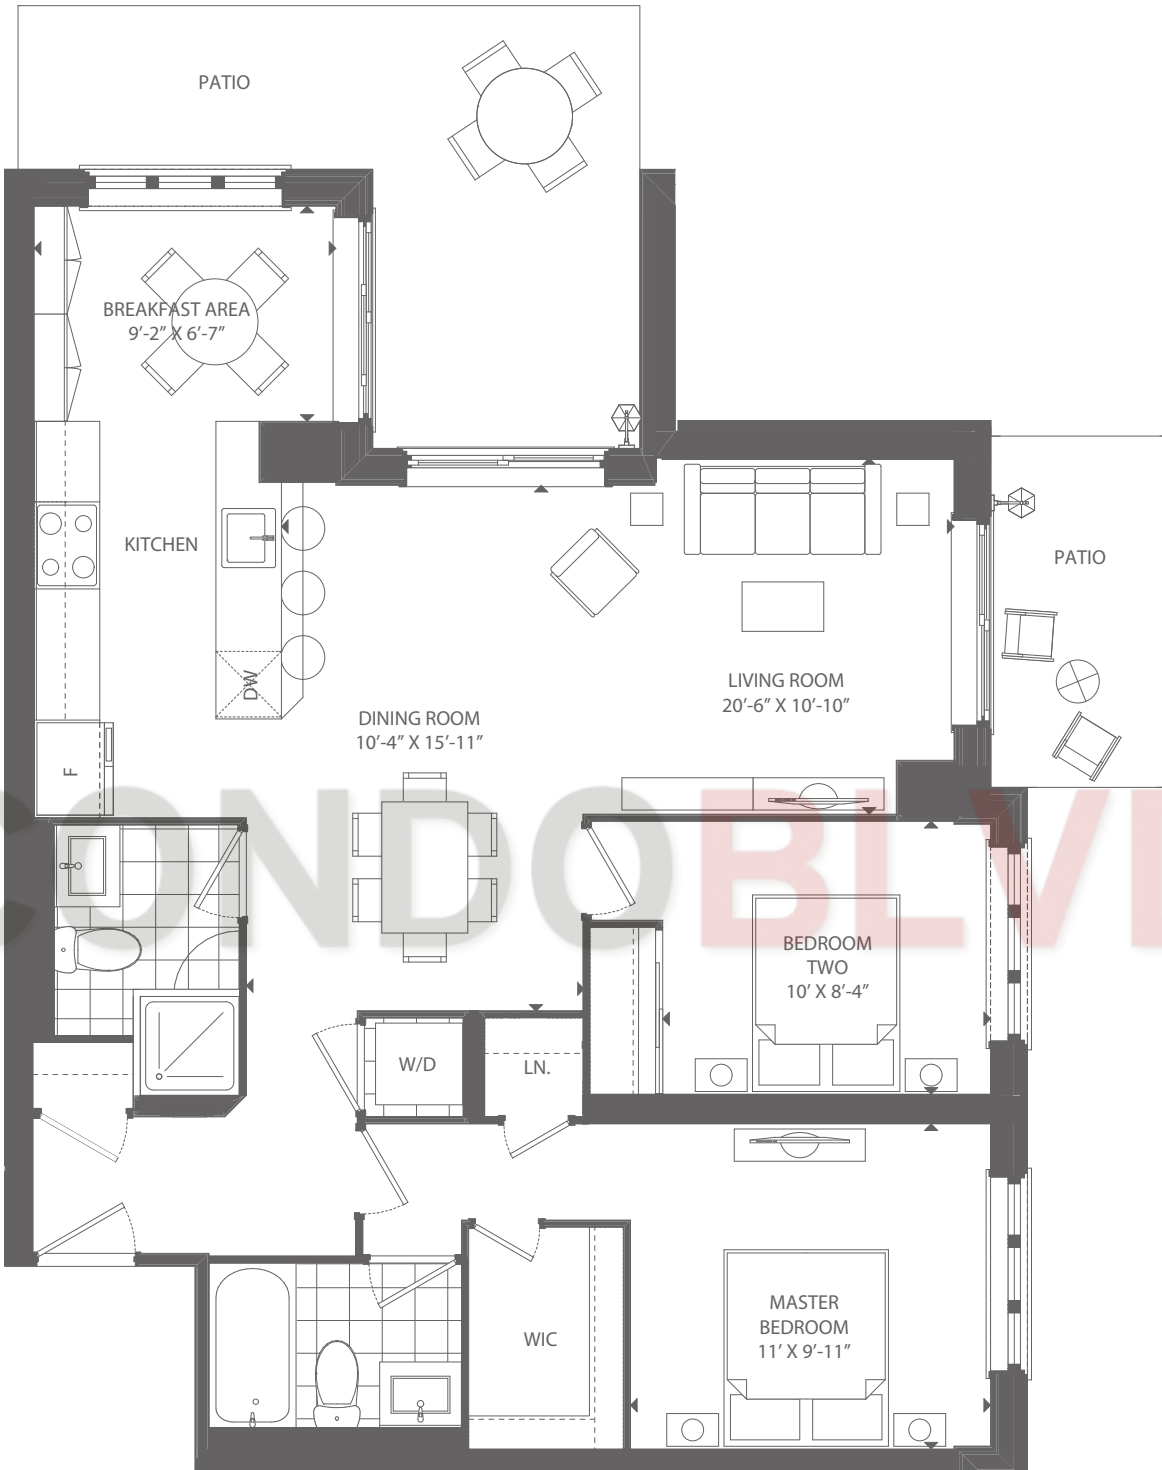 PATIO
BREAKFAST AREA
9'-2" X 6'-7"
KITCHEN
PATIO
DW
LIVING ROOM
20'-6" X 10'-10"
DINING ROOM
10'-4" X 15'-11"
F
CONDOBLVD
BEDROOM
TWO
10' X 8'-4"
W/D
LN.
MASTER
BEDROOM
11' X 9'-11"
WIC